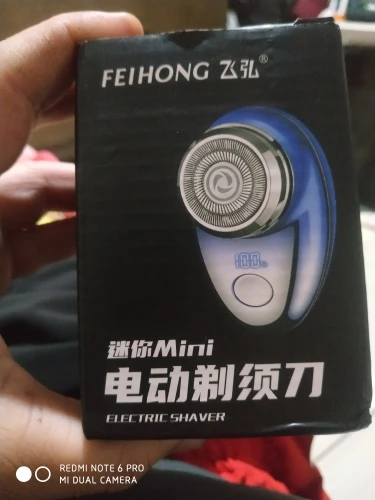 FEIHONG 飞弘®
100%
迷你Mini
电动剃须刀
ELECTRIC SHAVER
REDMI NOTE 6 PRO
MI DUAL CAMERA